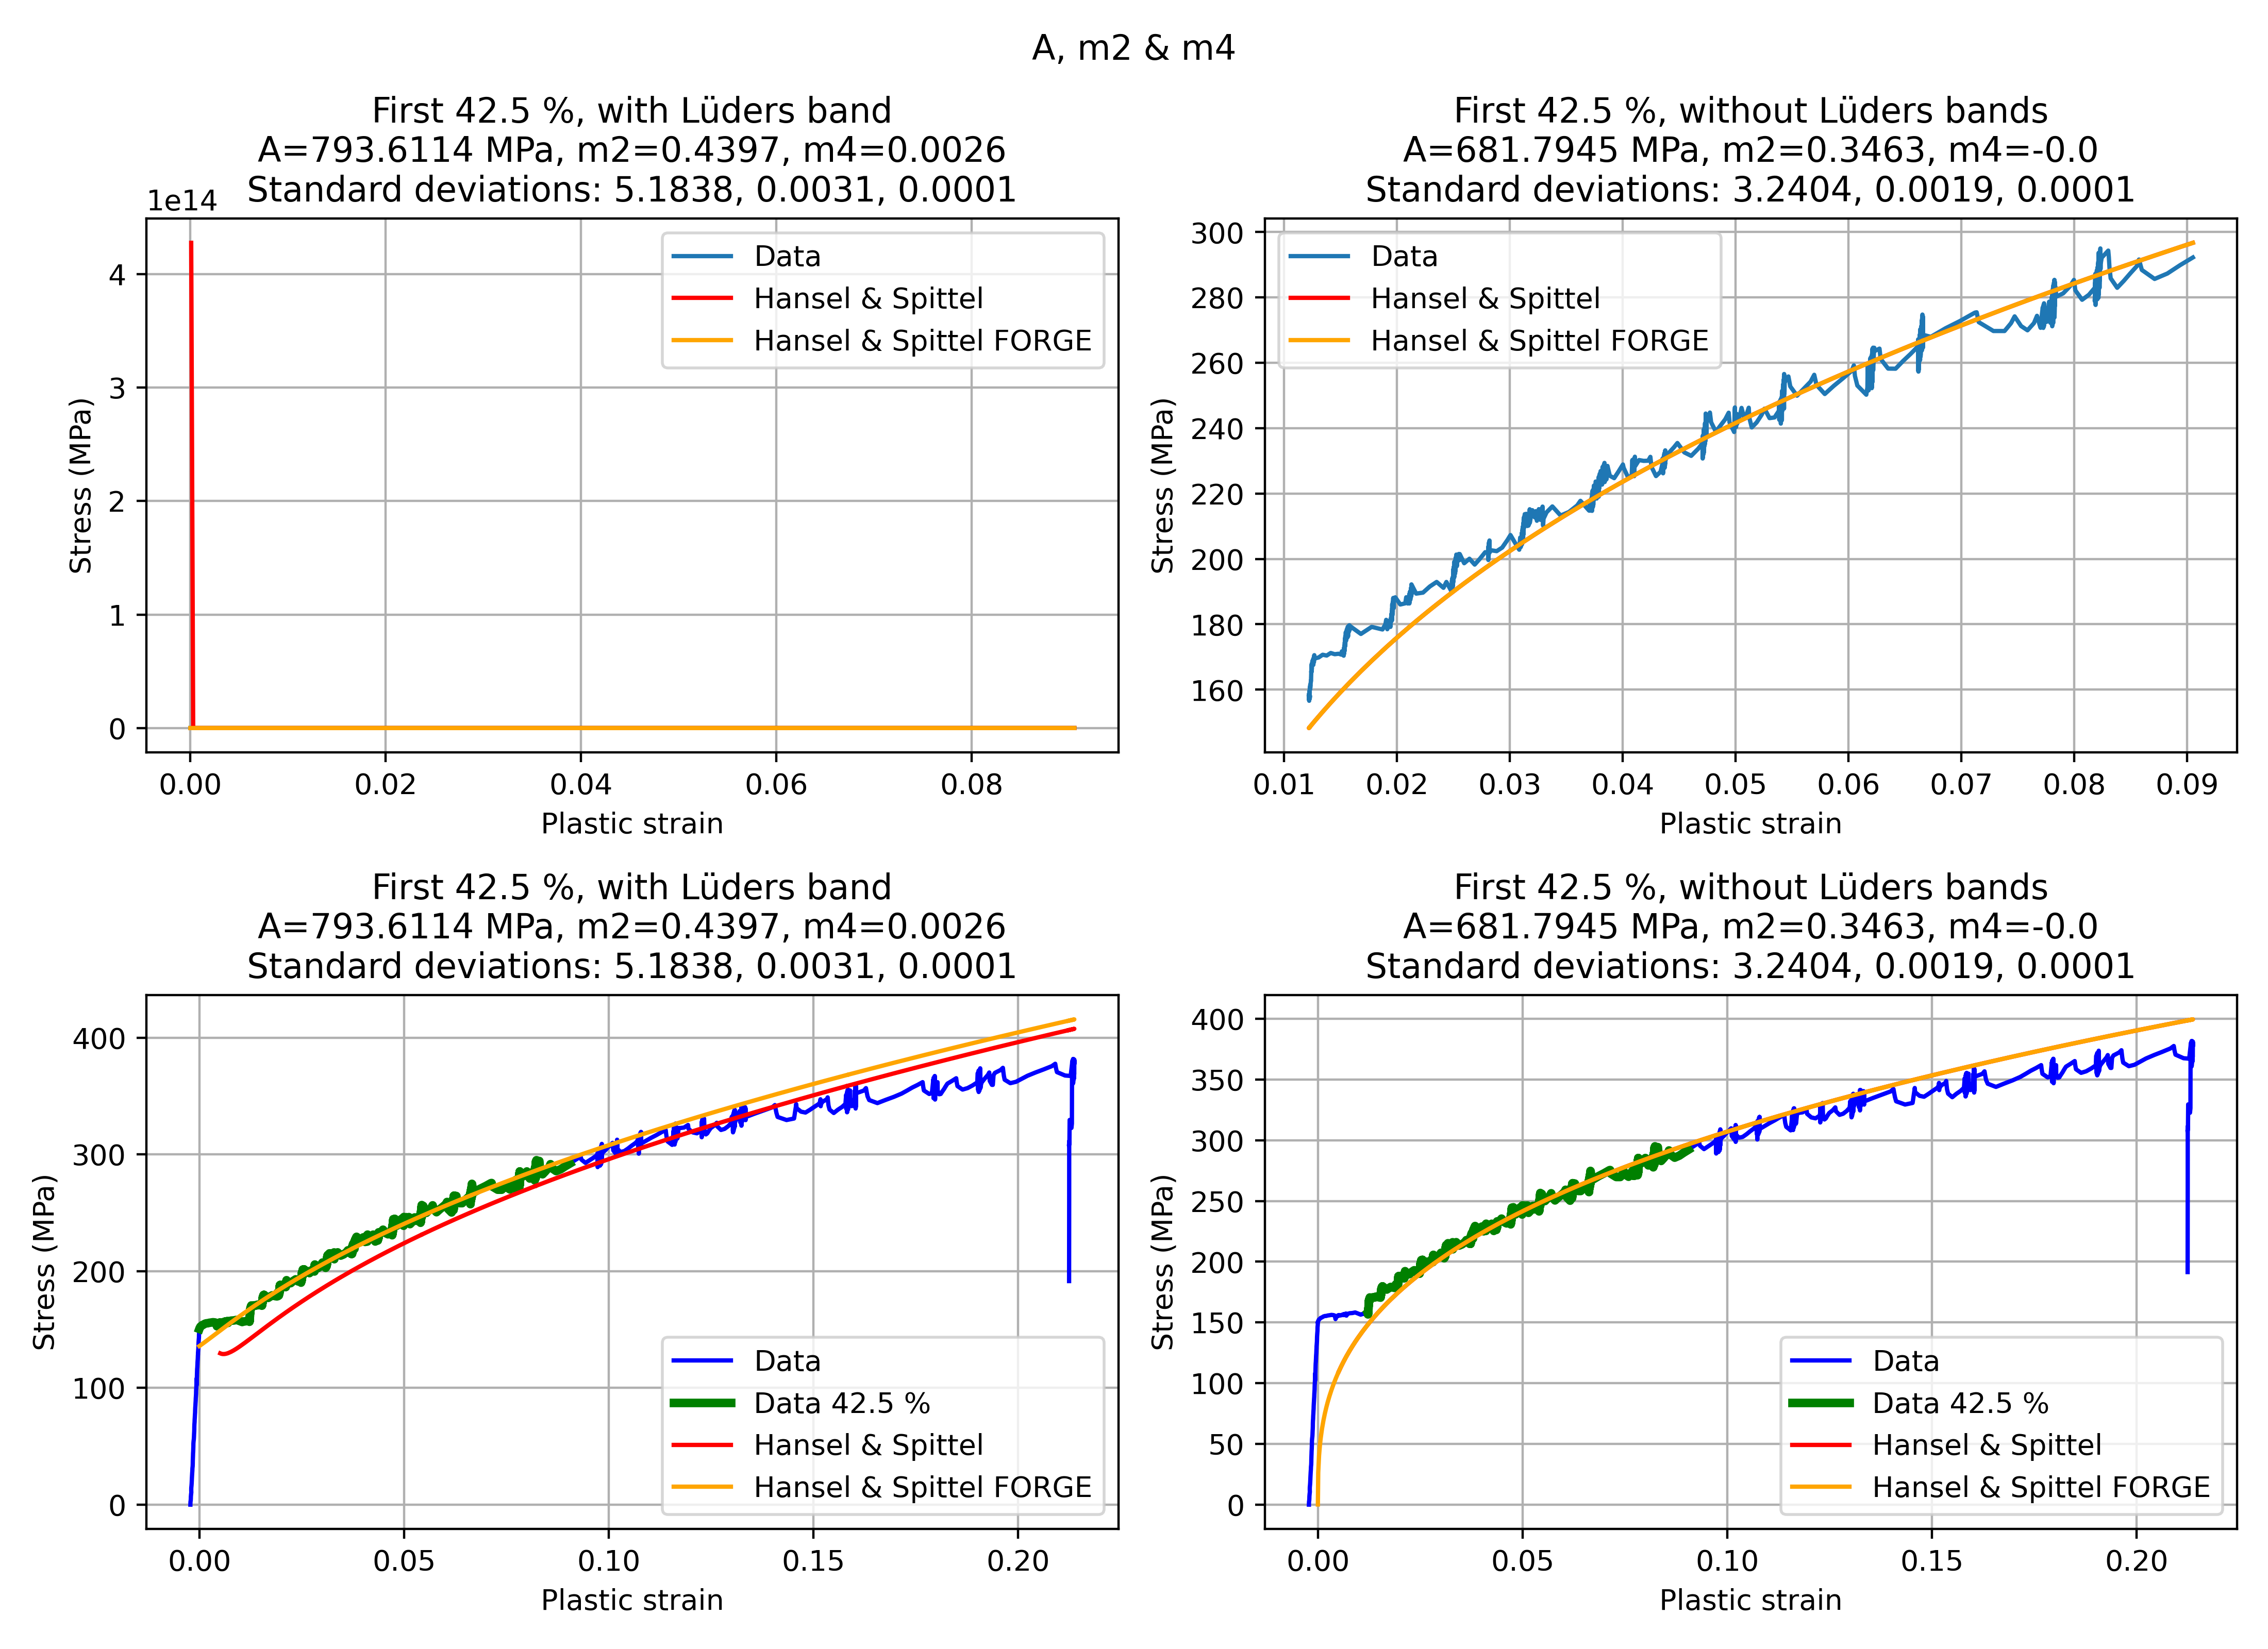 A, m2 & m4
First 42.5 %, with Lüders band
A=793.6114 MPa, m2=0.4397, m4=0.0026
Standard deviations: 5.1838, 0.0031, 0.0001
1e14
4
3
2
1
0
Stress (MPa)
0.00 0.02 0.04 0.06 0.08
Plastic strain
Data
Hansel & Spittel
Hansel & Spittel FORGE
First 42.5 %, without Lüders bands
A=681.7945 MPa, m2=0.3463, m4=-0.0
Standard deviations: 3.2404, 0.0019, 0.0001
300
280
260
240
220
200
180
160
Stress (MPa)
0.01 0.02 0.03 0.04 0.05 0.06 0.07 0.08 0.09
Plastic strain
Data
Hansel & Spittel
Hansel & Spittel FORGE
First 42.5 %, with Lüders band
A=793.6114 MPa, m2=0.4397, m4=0.0026
Standard deviations: 5.1838, 0.0031, 0.0001
400
300
200
100
0
Stress (MPa)
0.00 0.05 0.10 0.15 0.20
Plastic strain
Data
Data 42.5 %
Hansel & Spittel
Hansel & Spittel FORGE
First 42.5 %, without Lüders bands
A=681.7945 MPa, m2=0.3463, m4=-0.0
Standard deviations: 3.2404, 0.0019, 0.0001
400
350
300
250
200
150
100
50
0
Stress (MPa)
0.00 0.05 0.10 0.15 0.20
Plastic strain
Data
Data 42.5 %
Hansel & Spittel
Hansel & Spittel FORGE